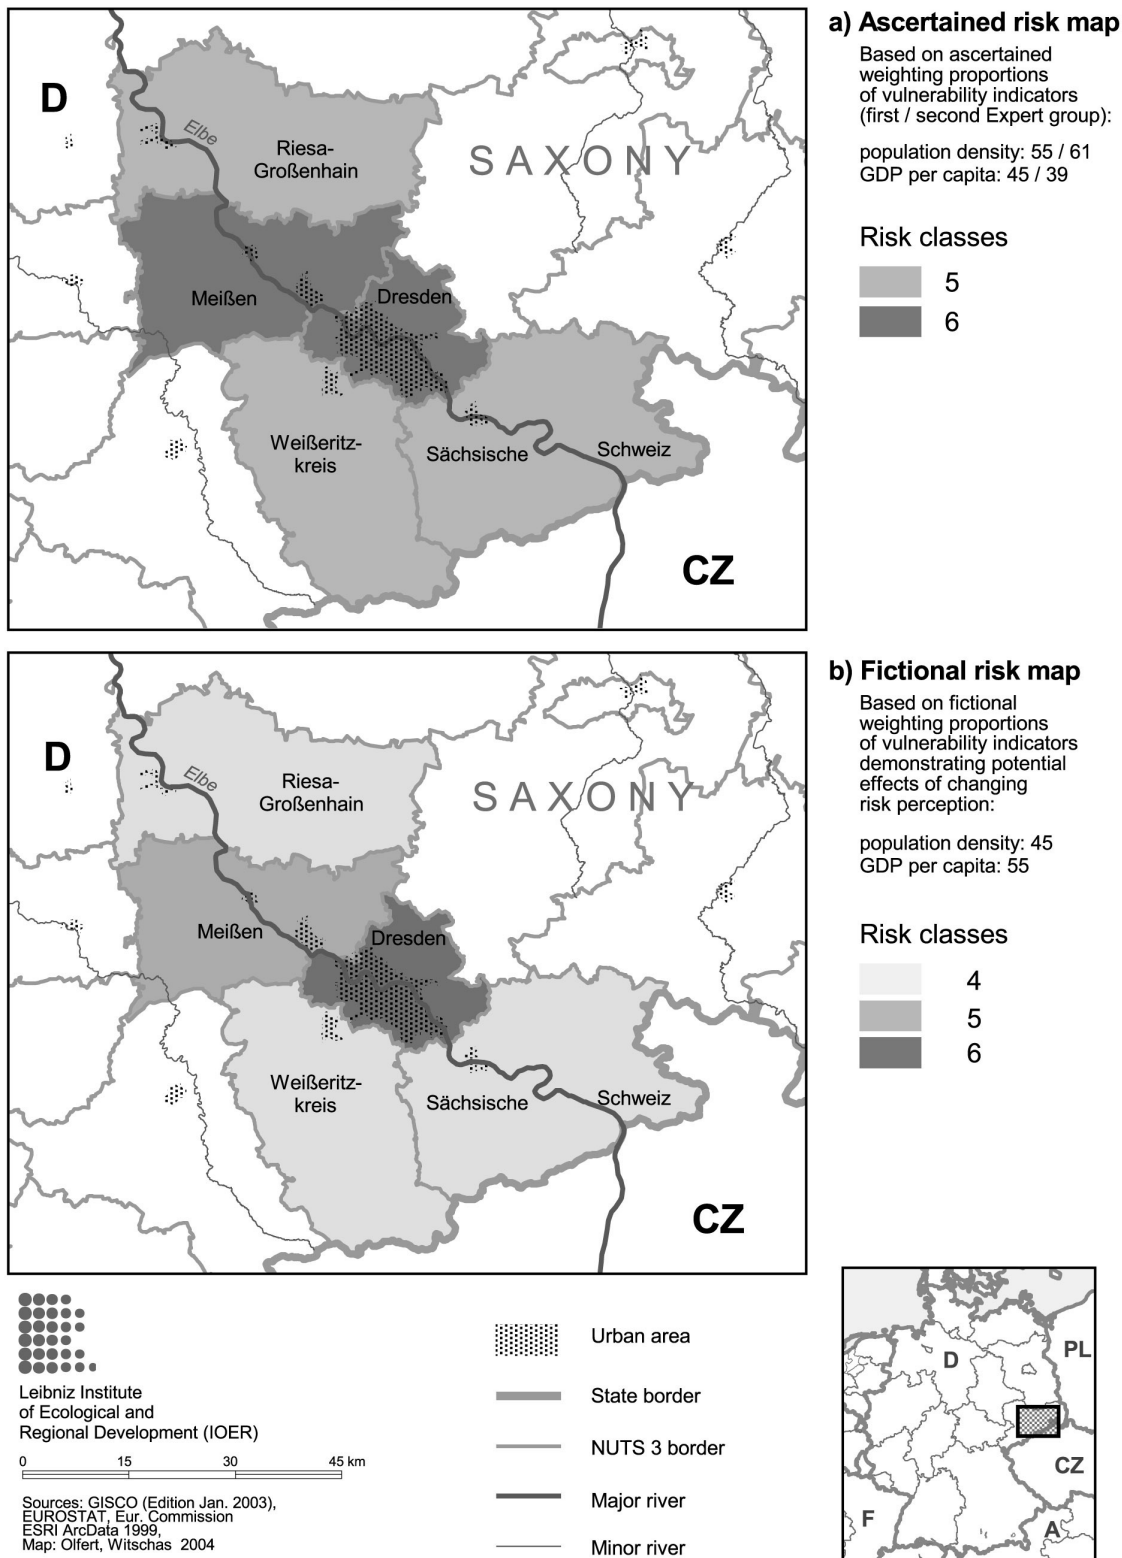 a) Ascertained risk map
Based on ascertained
weighting proportions
of vulnerability indicators
(first / second Expert group):
population density: 55 / 61
GDP per capita: 45 / 39
Risk classes
5
6
D
Elbe
Riesa-
Großenhain
SAXONY
Meißen
Dresden
Weißeritz-
kreis
Sächsische
Schweiz
CZ
b) Fictional risk map
Based on fictional
weighting proportions
of vulnerability indicators
demonstrating potential
effects of changing
risk perception:
population density: 45
GDP per capita: 55
Risk classes
4
5
6
D
Elbe
Riesa-
Großenhain
SAXONY
Meißen
Dresden
Weißeritz-
kreis
Sächsische
Schweiz
CZ
Leibniz Institute
of Ecological and
Regional Development (IOER)
0 15 30 45 km
Sources: GISCO (Edition Jan. 2003),
EUROSTAT, Eur. Commission
ESRI ArcData 1999,
Map: Olfert, Witschas 2004
Urban area
State border
NUTS 3 border
Major river
Minor river
D
PL
CZ
F
A